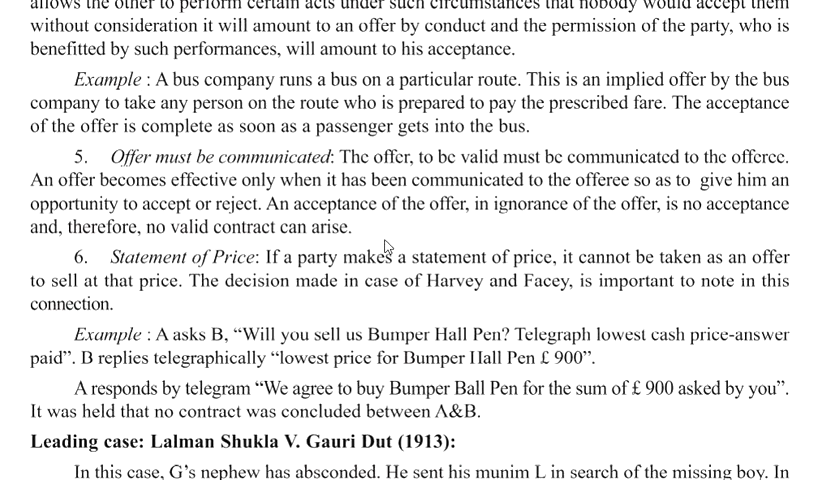 allows the other to perform certain acts under such circumstances that nobody would accept them
without consideration it will amount to an offer by conduct and the permission of the party, who is
benefitted by such performances, will amount to his acceptance.
Example : A bus company runs a bus on a particular route. This is an implied offer by the bus
company to take any person on the route who is prepared to pay the prescribed fare. The acceptance
of the offer is complete as soon as a passenger gets into the bus.
5. Offer must be communicated: The offer, to be valid must be communicated to the offeree.
An offer becomes effective only when it has been communicated to the offeree so as to give him an
opportunity to accept or reject. An acceptance of the offer, in ignorance of the offer, is no acceptance
and, therefore, no valid contract can arise.
6. Statement of Price: If a party makes a statement of price, it cannot be taken as an offer
to sell at that price. The decision made in case of Harvey and Facey, is important to note in this
connection.
Example : A asks B, “Will you sell us Bumper Hall Pen? Telegraph lowest cash price-answer
paid”. B replies telegraphically “lowest price for Bumper Hall Pen £ 900”.
A responds by telegram “We agree to buy Bumper Ball Pen for the sum of £ 900 asked by you”.
It was held that no contract was concluded between A&B.
Leading case: Lalman Shukla V. Gauri Dut (1913):
In this case, G’s nephew has absconded. He sent his munim L in search of the missing boy. In